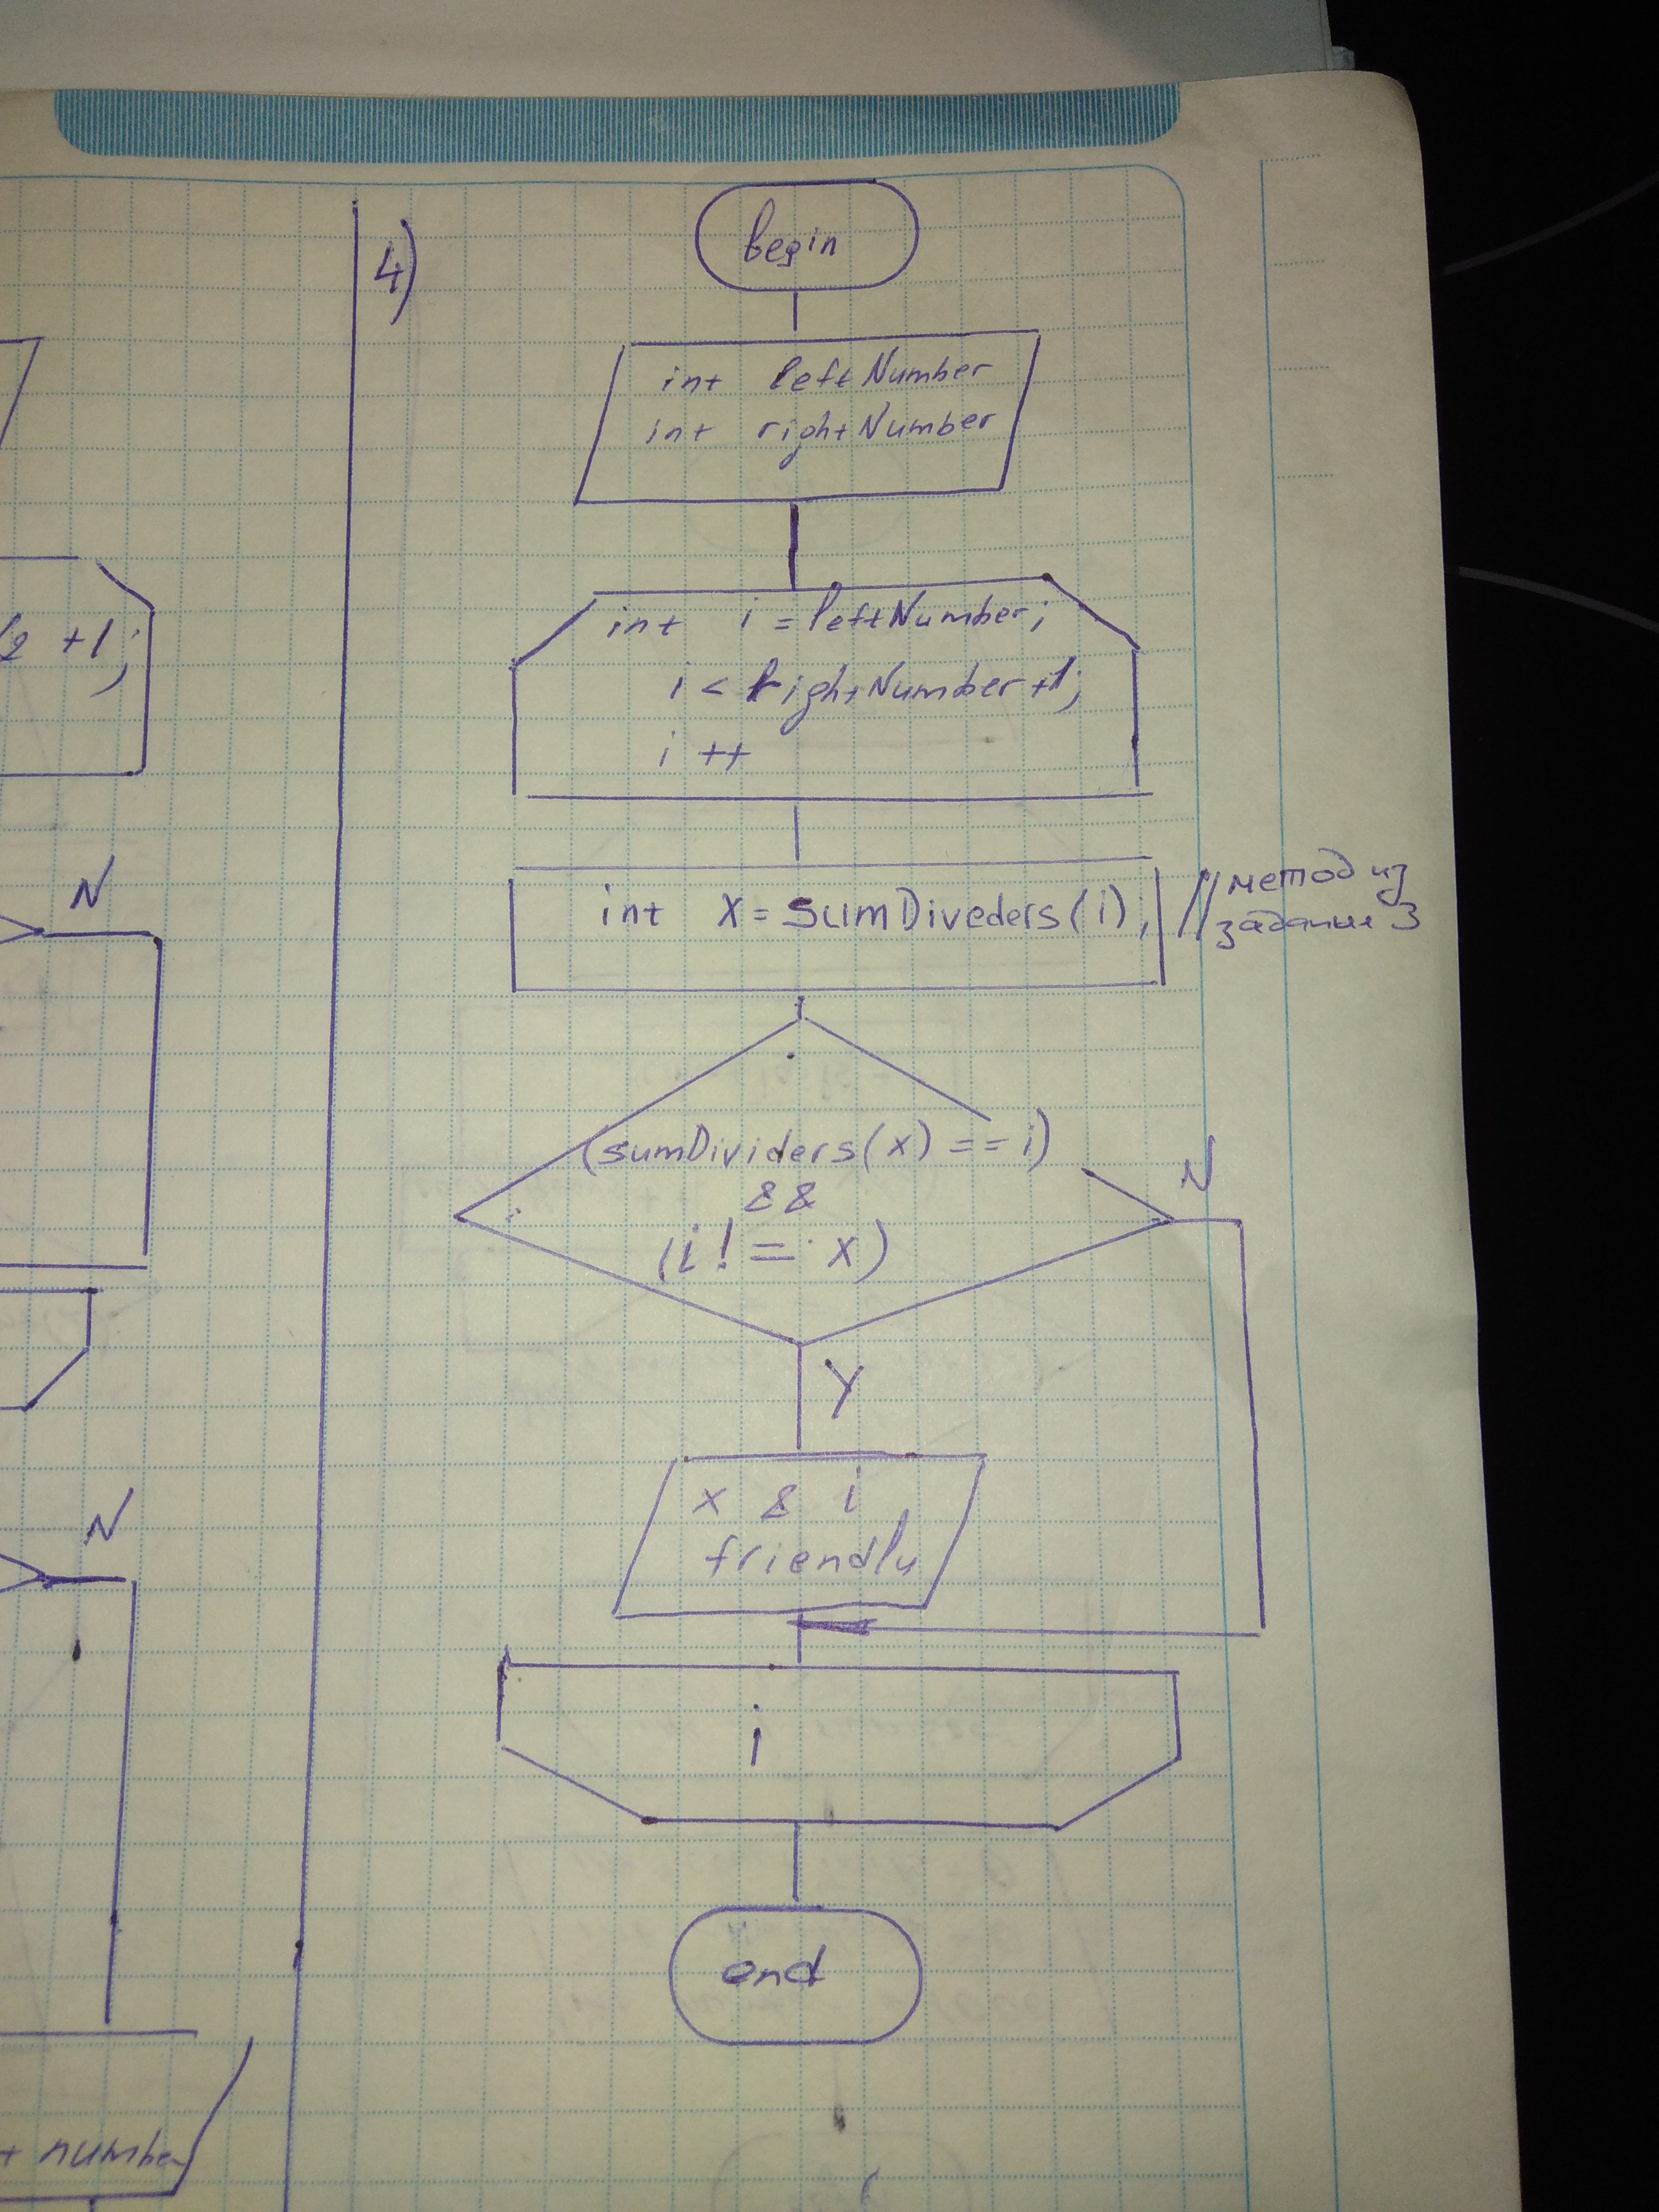 4)
begin
int leftNumber
int rightNumber
int i = leftNumber;
i < rightNumber +1;
i ++
int x = sumDiveders(i);
// метод из
задания 3
(sumDividers(x) == i)
&&
(i != x)
N
Y
x & i
friendly
i
end
/2 +1;
N
N
number